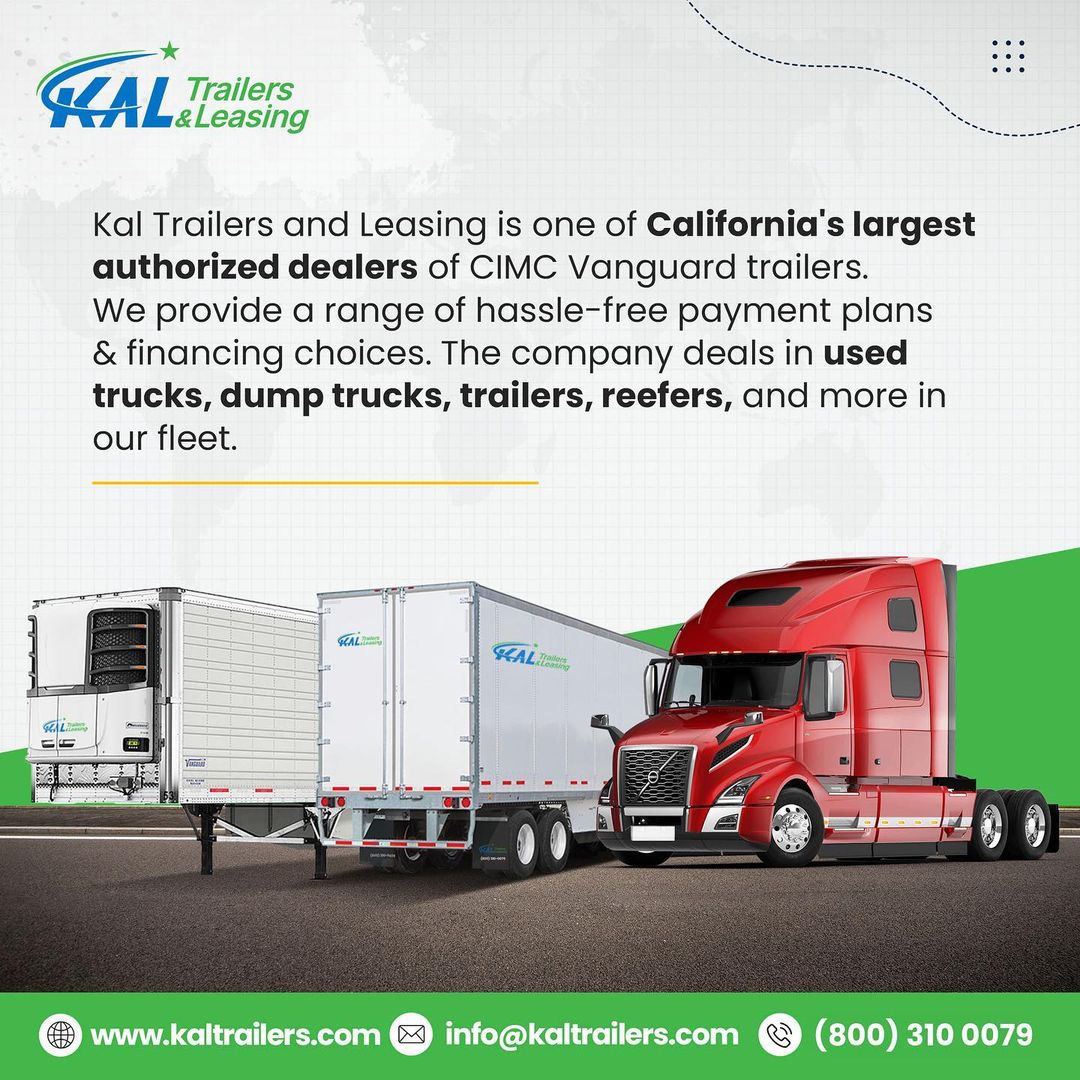 KAL Trailers
&Leasing
Kal Trailers and Leasing is one of California's largest
authorized dealers of CIMC Vanguard trailers.
We provide a range of hassle-free payment plans
& financing choices. The company deals in used
trucks, dump trucks, trailers, reefers, and more in
our fleet.
KAL Trailers
&Leasing
KAL Trailers
&Leasing
KAL Trailers
&Leasing
VANGUARD
www.kaltrailers.com info@kaltrailers.com (800) 310 0079